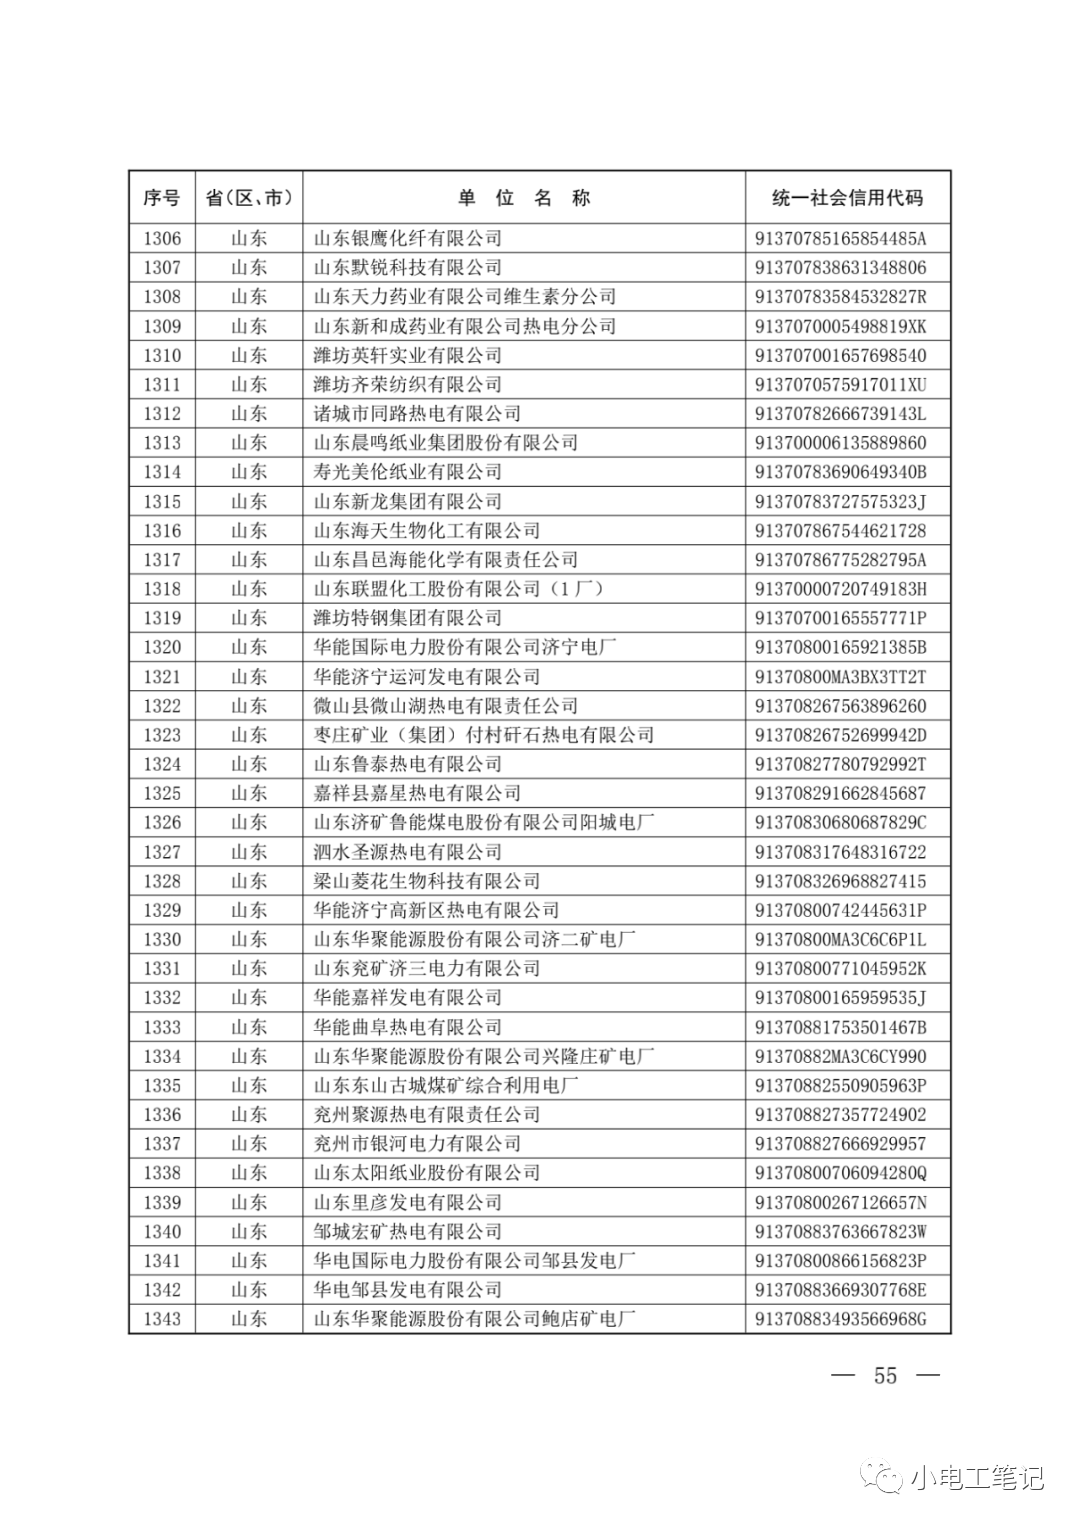 序号 省(区、市) 单 位 名 称 统一社会信用代码
1306 山东 山东银鹰化纤有限公司 91370785165854485A
1307 山东 山东默锐科技有限公司 913707838631348806
1308 山东 山东天力药业有限公司维生素分公司 91370783584532827R
1309 山东 山东新和成药业有限公司热电分公司 9137070005498819XK
1310 山东 潍坊英轩实业有限公司 913707001657698540
1311 山东 潍坊齐荣纺织有限公司 9137070575917011XU
1312 山东 诸城市同路热电有限公司 91370782666739143L
1313 山东 山东晨鸣纸业集团股份有限公司 913700006135889860
1314 山东 寿光美伦纸业有限公司 91370783690649340B
1315 山东 山东新龙集团有限公司 91370783727575323J
1316 山东 山东海天生物化工有限公司 913707867544621728
1317 山东 山东昌邑海能化学有限责任公司 91370786775282795A
1318 山东 山东联盟化工股份有限公司（1厂） 91370000720749183H
1319 山东 潍坊特钢集团有限公司 91370700165557771P
1320 山东 华能国际电力股份有限公司济宁电厂 91370800165921385B
1321 山东 华能济宁运河发电有限公司 91370800MA3BX3TT2T
1322 山东 微山县微山湖热电有限责任公司 913708267563896260
1323 山东 枣庄矿业（集团）付村矸石热电有限公司 91370826752699942D
1324 山东 山东鲁泰热电有限公司 91370827780792992T
1325 山东 嘉祥县嘉星热电有限公司 913708291662845687
1326 山东 山东济矿鲁能煤电股份有限公司阳城电厂 91370830680687829C
1327 山东 泗水圣源热电有限公司 913708317648316722
1328 山东 梁山菱花生物科技有限公司 913708326968827415
1329 山东 华能济宁高新区热电有限公司 91370800742445631P
1330 山东 山东华聚能源股份有限公司济二矿电厂 91370800MA3C6C6P1L
1331 山东 山东兖矿济三电力有限公司 91370800771045952K
1332 山东 华能嘉祥发电有限公司 91370800165959535J
1333 山东 华能曲阜热电有限公司 91370881753501467B
1334 山东 山东华聚能源股份有限公司兴隆庄矿电厂 91370882MA3C6CY990
1335 山东 山东东山古城煤矿综合利用电厂 91370882550905963P
1336 山东 兖州聚源热电有限责任公司 913708827357724902
1337 山东 兖州市银河电力有限公司 913708827666929957
1338 山东 山东太阳纸业股份有限公司 91370800706094280Q
1339 山东 山东里彦发电有限公司 91370800267126657N
1340 山东 邹城宏矿热电有限公司 91370883763667823W
1341 山东 华电国际电力股份有限公司邹县发电厂 91370800866156823P
1342 山东 华电邹县发电有限公司 91370883669307768E
1343 山东 山东华聚能源股份有限公司鲍店矿电厂 91370883493566968G
— 55 —
小电工笔记